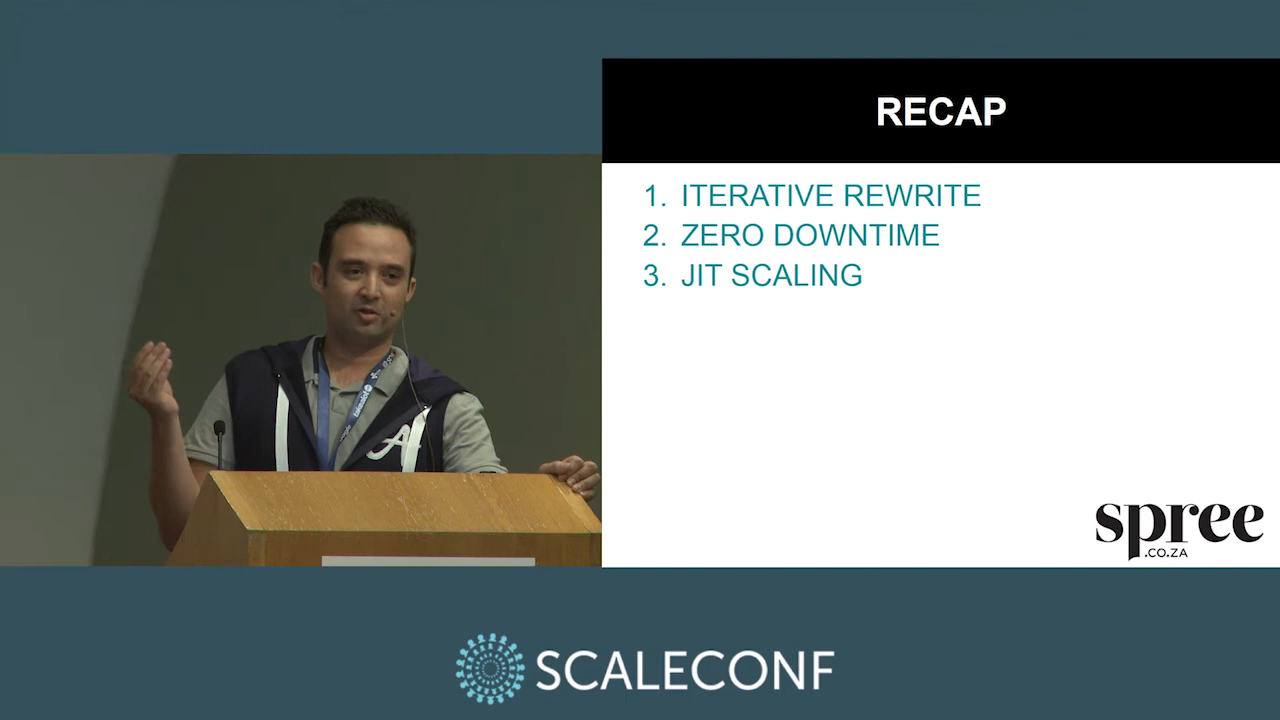 RECAP
1. ITERATIVE REWRITE
2. ZERO DOWNTIME
3. JIT SCALING
spree
.CO.ZA
A
SCALECONF